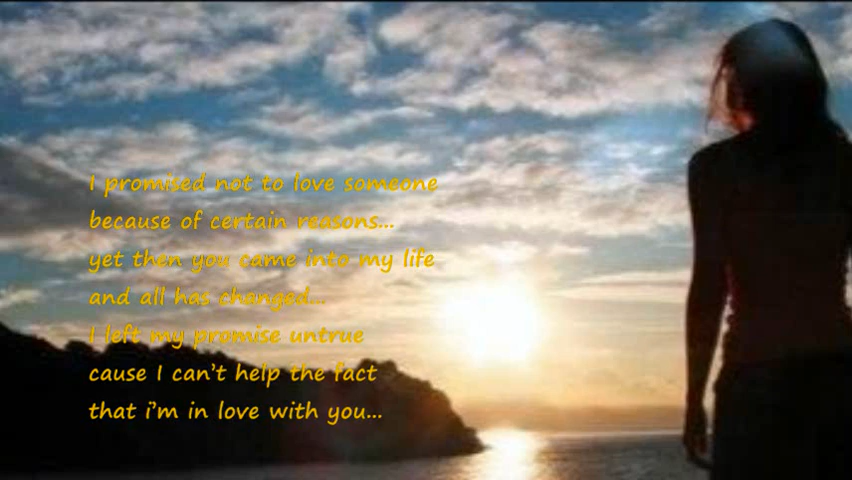 I promised not to love someone
because of certain reasons...
yet then you came into my life
and all has changed...
I left my promise untrue
cause I can't help the fact
that i'm in love with you...